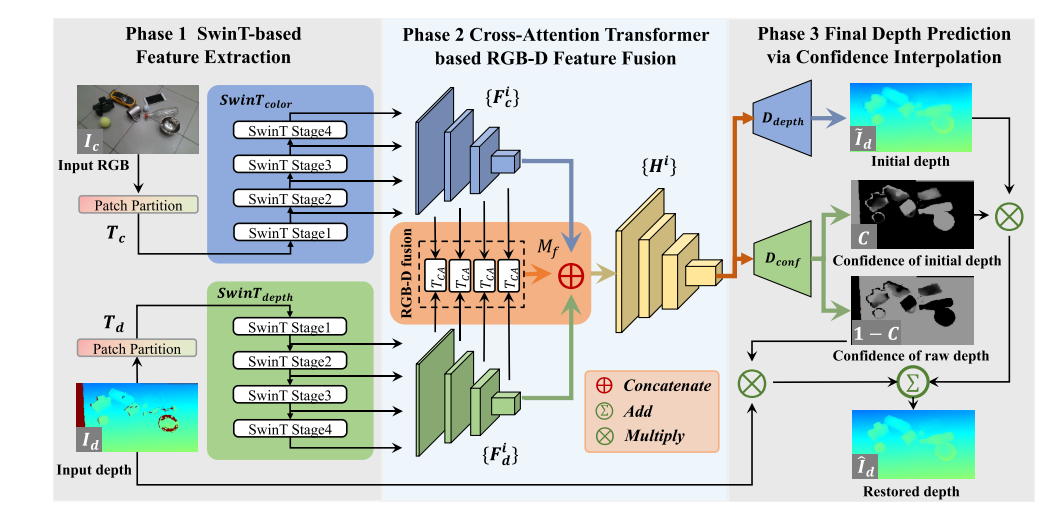 Phase 1 SwinT-based
Feature Extraction
I_c
Input RGB
Patch Partition
T_c
SwinT_color
SwinT Stage4
SwinT Stage3
SwinT Stage2
SwinT Stage1
T_d
Patch Partition
I_d
Input depth
SwinT_depth
SwinT Stage1
SwinT Stage2
SwinT Stage3
SwinT Stage4
Phase 2 Cross-Attention Transformer
based RGB-D Feature Fusion
{F_c^i}
RGB-D fusion
T_CA
T_CA
T_CA
T_CA
M_f
{H^i}
{F_d^i}
Concatenate
Add
Multiply
Phase 3 Final Depth Prediction
via Confidence Interpolation
D_depth
Ĩ_d
Initial depth
D_conf
C
Confidence of initial depth
1 − C
Confidence of raw depth
Σ
Î_d
Restored depth